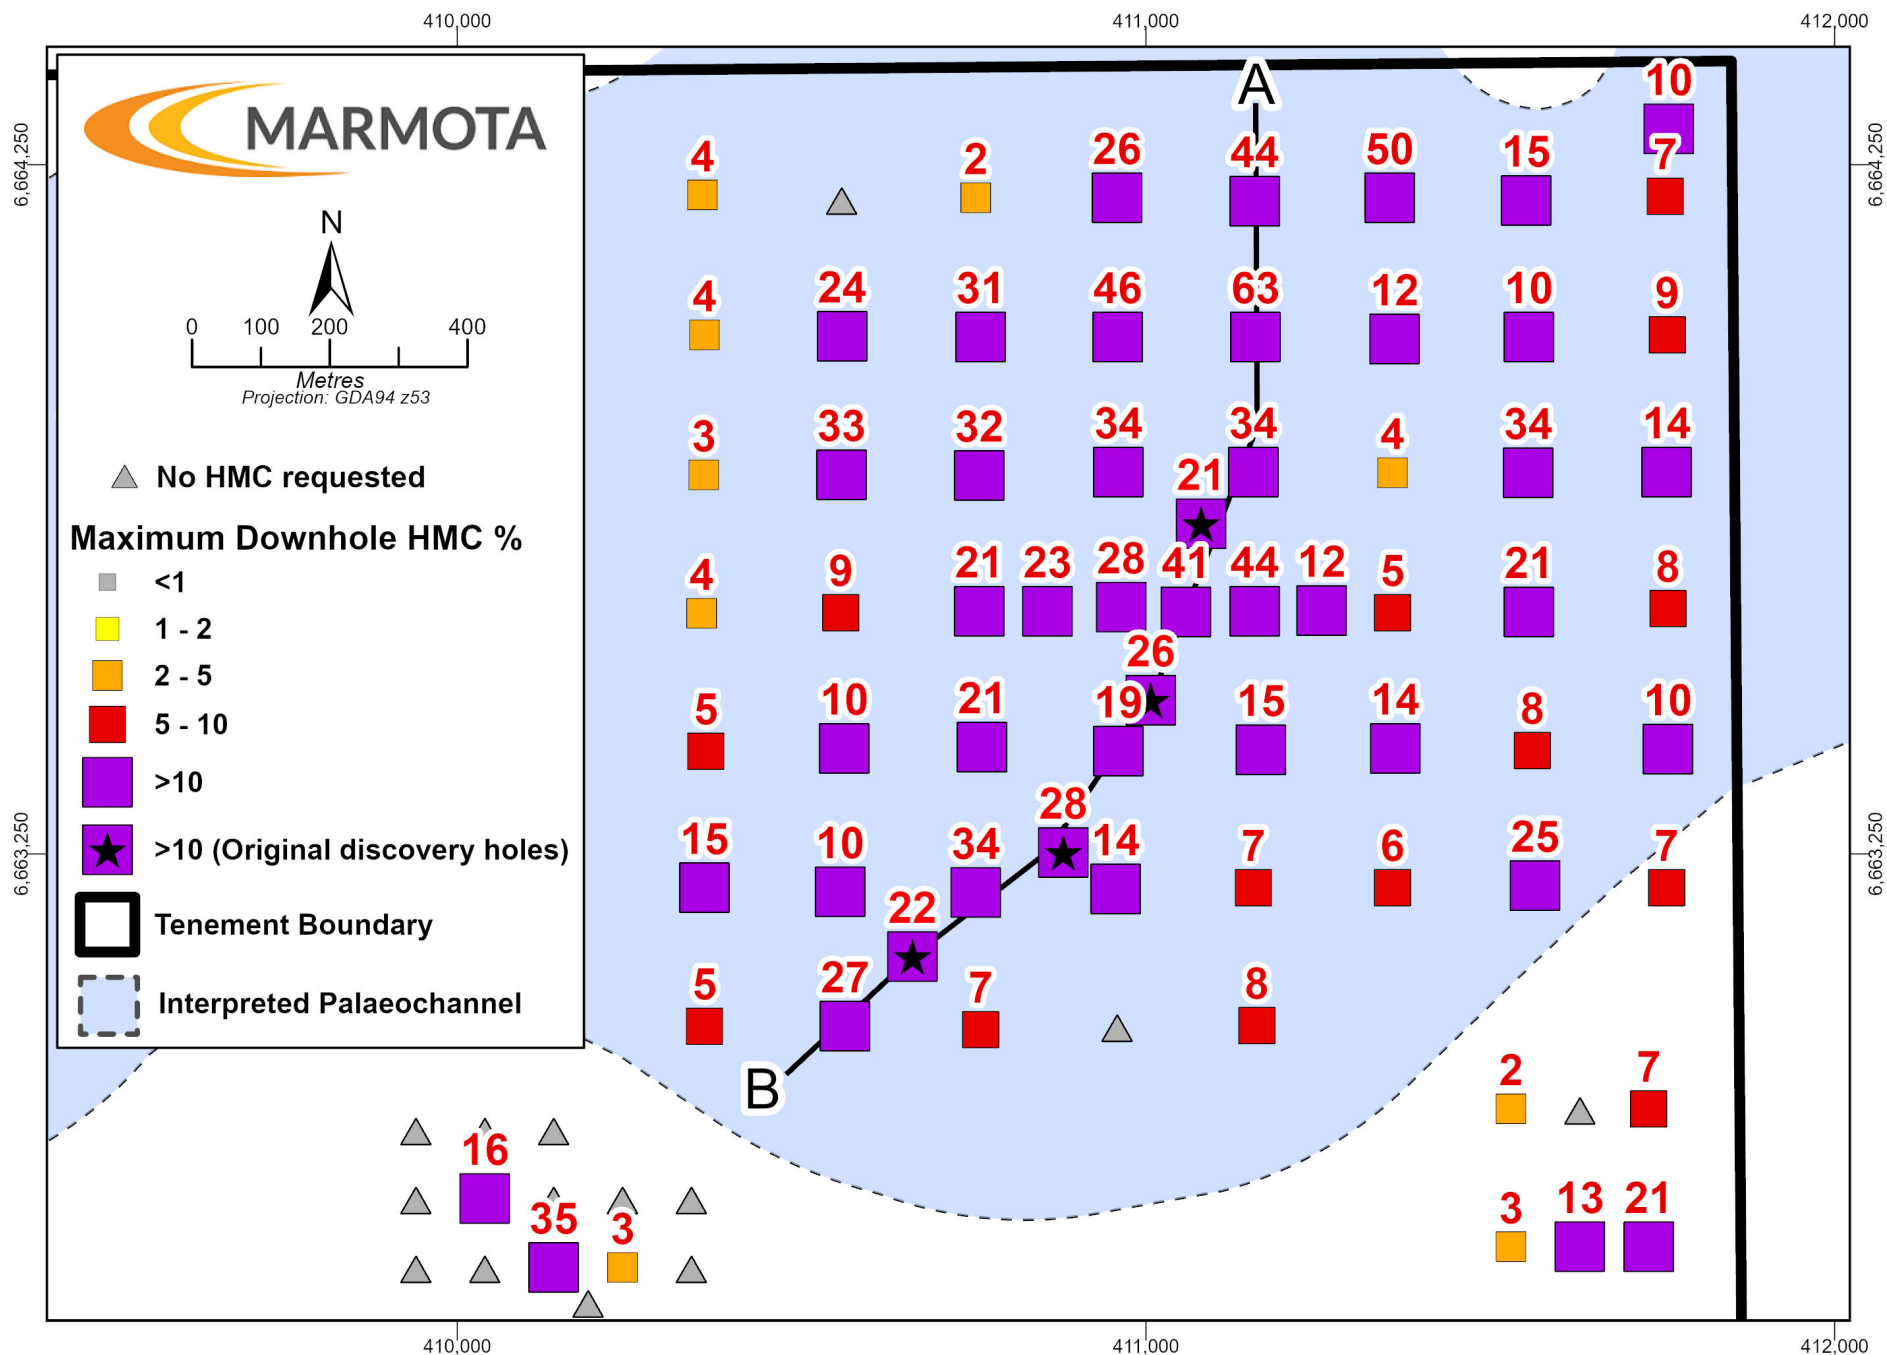 410,000 411,000 412,000
6,664,250 6,664,250
MARMOTA
N
0 100 200 400
Metres
Projection: GDA94 z53
No HMC requested
Maximum Downhole HMC %
<1
1 - 2
2 - 5
5 - 10
>10
>10 (Original discovery holes)
Tenement Boundary
Interpreted Palaeochannel
6,663,250 6,663,250
A
10
4 2 26 44 50 15 7
4 24 31 46 63 12 10 9
3 33 32 34 34 4 34 14
21
4 9 21 23 28 41 44 12 5 21 8
26
5 10 21 19 15 14 8 10
28
15 10 34 14 7 6 25 7
22
5 27 7 8
B
2 7
16
35 3
3 13 21
410,000 411,000 412,000